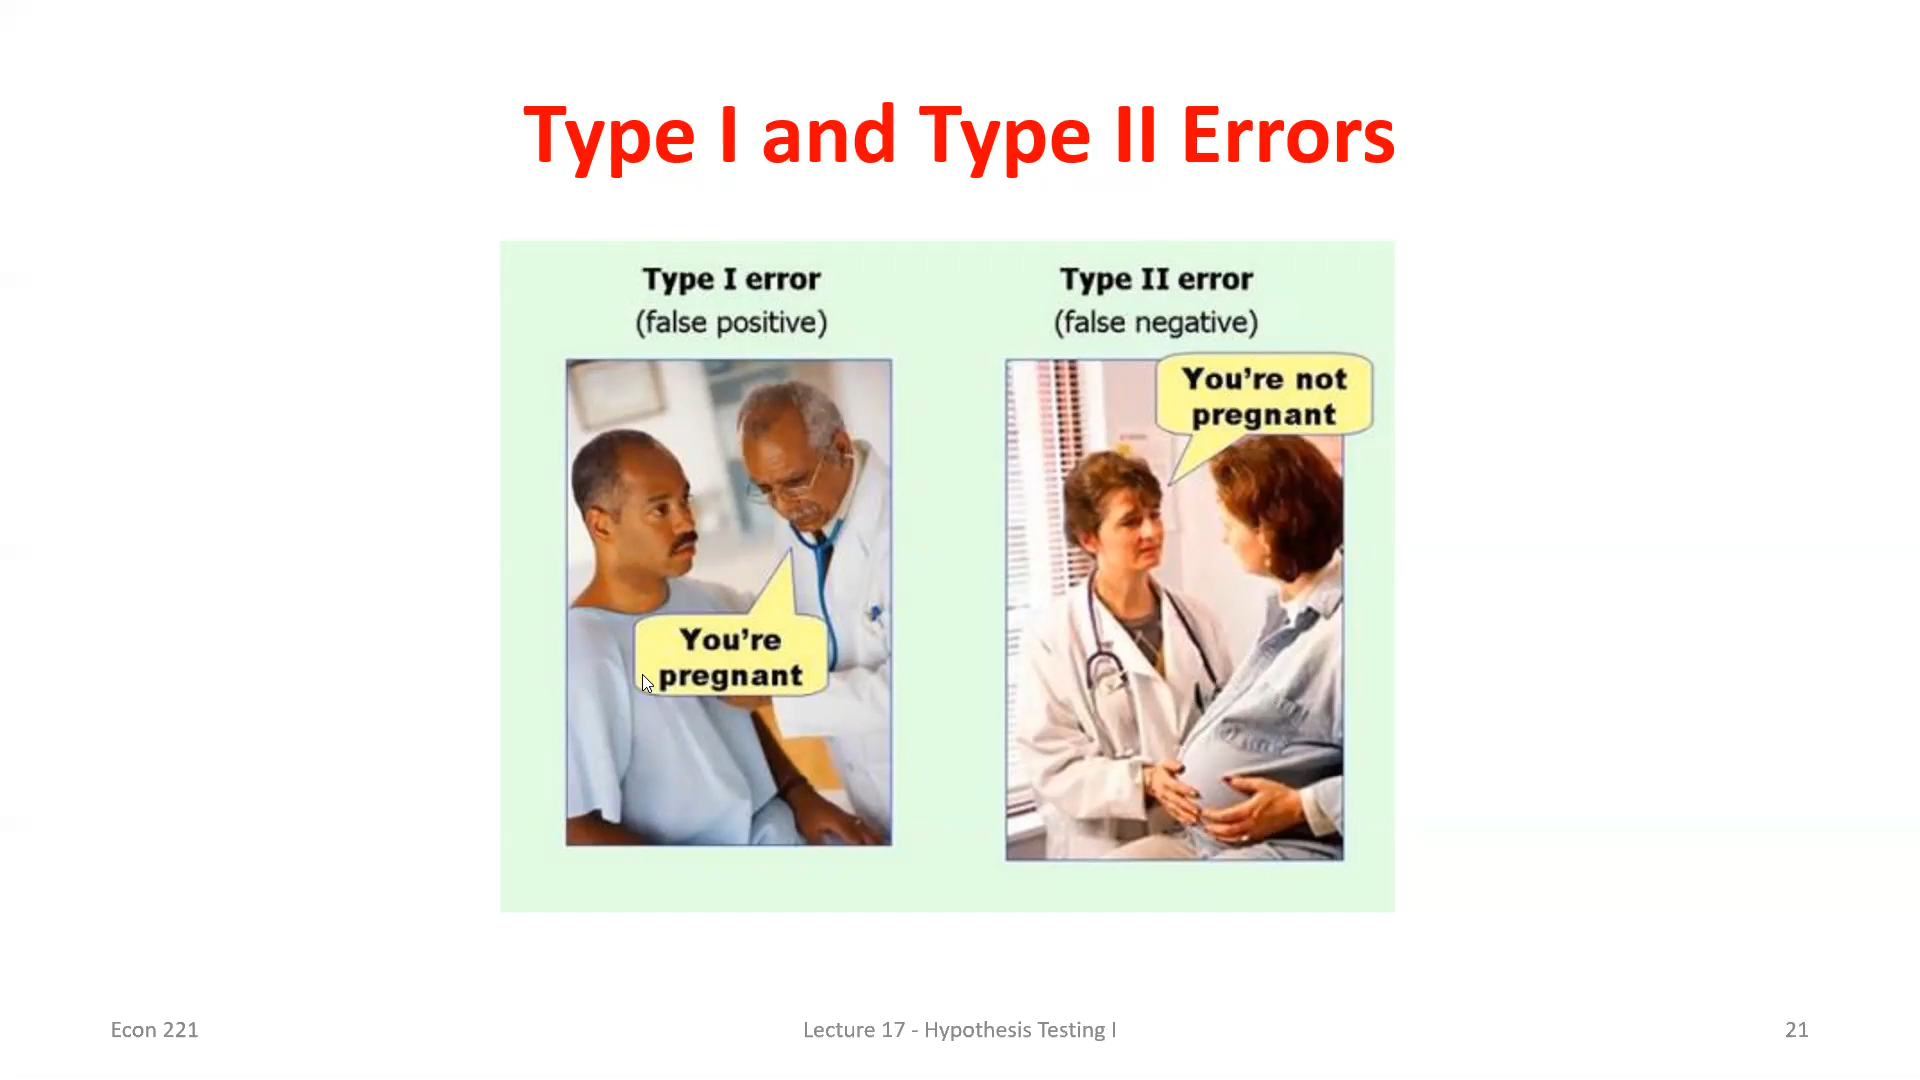 Type I and Type II Errors
Type I error
(false positive)
Type II error
(false negative)
You're
pregnant
You're not
pregnant
Econ 221
Lecture 17 - Hypothesis Testing I
21